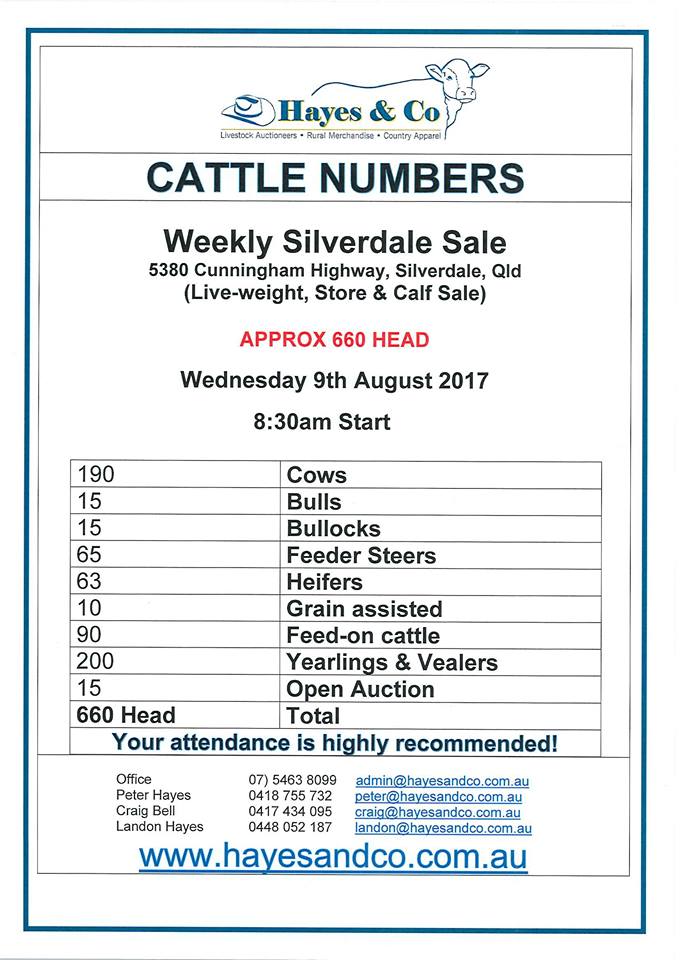 Hayes & Co
Livestock Auctioneers • Rural Merchandise • Country Apparel
CATTLE NUMBERS
Weekly Silverdale Sale
5380 Cunningham Highway, Silverdale, Qld
(Live-weight, Store & Calf Sale)
APPROX 660 HEAD
Wednesday 9th August 2017
8:30am Start
190 Cows
15 Bulls
15 Bullocks
65 Feeder Steers
63 Heifers
10 Grain assisted
90 Feed-on cattle
200 Yearlings & Vealers
15 Open Auction
660 Head Total
Your attendance is highly recommended!
Office 07) 5463 8099 admin@hayesandco.com.au
Peter Hayes 0418 755 732 peter@hayesandco.com.au
Craig Bell 0417 434 095 craig@hayesandco.com.au
Landon Hayes 0448 052 187 landon@hayesandco.com.au
www.hayesandco.com.au